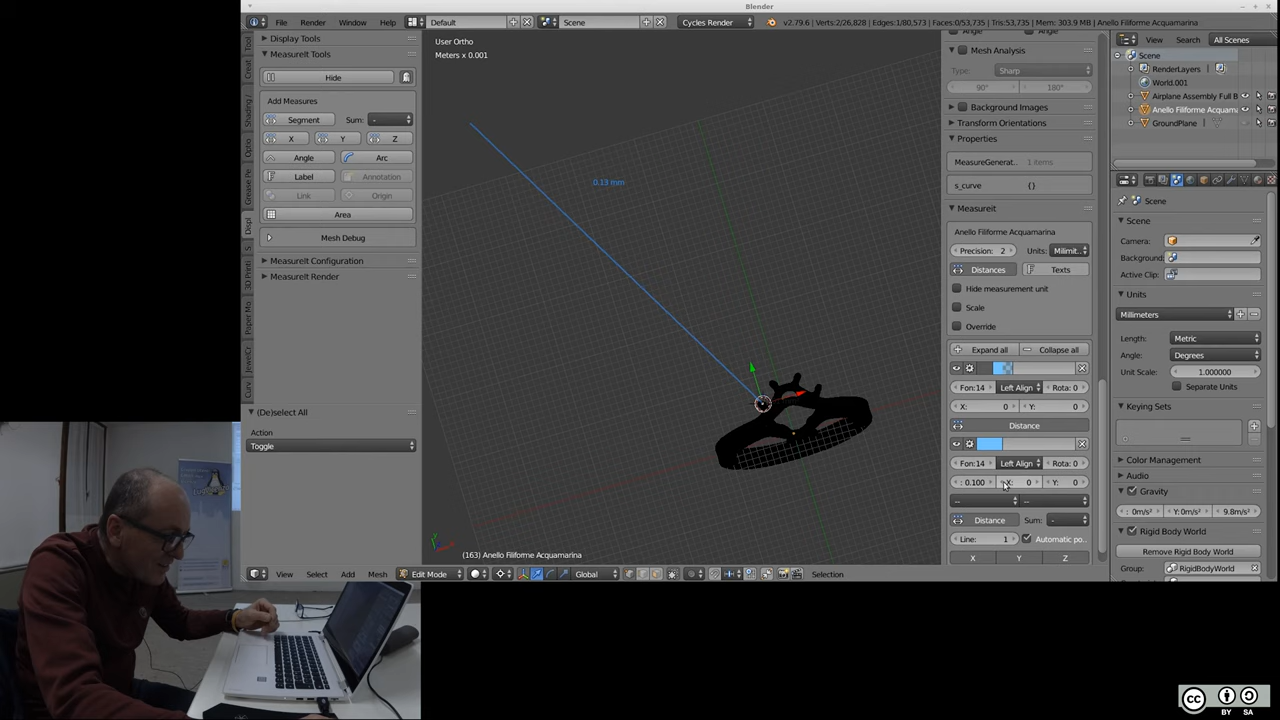 Blender
File Render Window Help Default Scene Cycles Render v2.79.6 | Verts:2/26,828 | Edges:1/80,573 | Faces:0/53,735 | Tris:53,735 | Mem: 303.9 MB | Anello Filiforme Acquamarina
Display Tools
MeasureIt Tools
Hide
Add Measures
Segment Sum: -
X Y Z
Angle Arc
Label Annotation
Link Origin
Area
Mesh Debug
MeasureIt Configuration
MeasureIt Render
(De)select All
Action
Toggle
User Ortho
Meters x 0.001
0.13 mm
(163) Anello Filiforme Acquamarina
View Select Add Mesh Edit Mode Global Selection
Mesh Analysis
Type: Sharp
90° 180°
Background Images
Transform Orientations
Properties
MeasureGenerat.. 1 items
s_curve {}
Measureit
Anello Filiforme Acquamarina
Precision: 2 Units: Milimit..
Distances Texts
Hide measurement unit
Scale
Override
Expand all Collapse all
Fon:14 Left Align Rota: 0
X: 0 Y: 0
Distance
Fon:14 Left Align Rota: 0
: 0.100 X: 0 Y: 0
-- --
Distance Sum: -
Line: 1 Automatic po..
X Y Z
View Search All Scenes
Scene
RenderLayers
World.001
Airplane Assembly Full B
Anello Filiforme Acquama
GroundPlane
Scene
Scene
Camera:
Background:
Active Clip:
Units
Millimeters
Length: Metric
Angle: Degrees
Unit Scale: 1.000000
Separate Units
Keying Sets
Color Management
Audio
Gravity
: 0m/s² Y: 0m/s² 9.8m/s²
Rigid Body World
Remove Rigid Body World
Group: RigidBodyWorld
CC BY SA